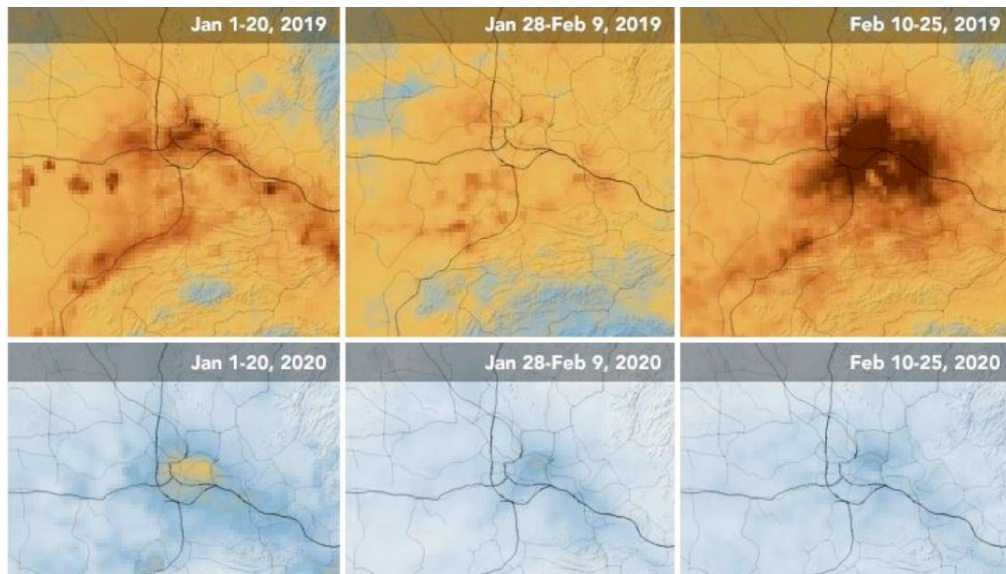 Jan 1-20, 2019
Jan 28-Feb 9, 2019
Feb 10-25, 2019
Jan 1-20, 2020
Jan 28-Feb 9, 2020
Feb 10-25, 2020